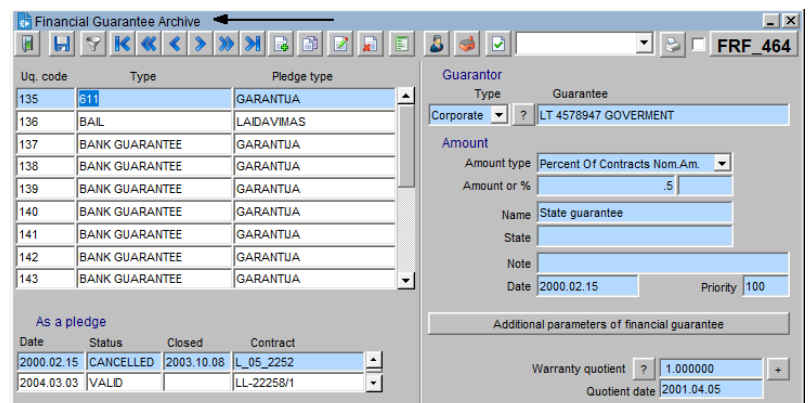 Financial Guarantee Archive
FRF_464
Uq. code Type Pledge type
135 611 GARANTIJA
136 BAIL LAIDAVIMAS
137 BANK GUARANTEE GARANTIJA
138 BANK GUARANTEE GARANTIJA
139 BANK GUARANTEE GARANTIJA
140 BANK GUARANTEE GARANTIJA
141 BANK GUARANTEE GARANTIJA
142 BANK GUARANTEE GARANTIJA
143 BANK GUARANTEE GARANTIJA
As a pledge
Date Status Closed Contract
2000.02.15 CANCELLED 2003.10.08 L_05_2252
2004.03.03 VALID LL-22258/1
Guarantor
Type Guarantee
Corporate ? LT 4578947 GOVERMENT
Amount
Amount type Percent Of Contracts Nom.Am.
Amount or % .5
Name State guarantee
State
Note
Date 2000.02.15 Priority 100
Additional parameters of financial guarantee
Warranty quotient ? 1.000000 +
Quotient date 2001.04.05